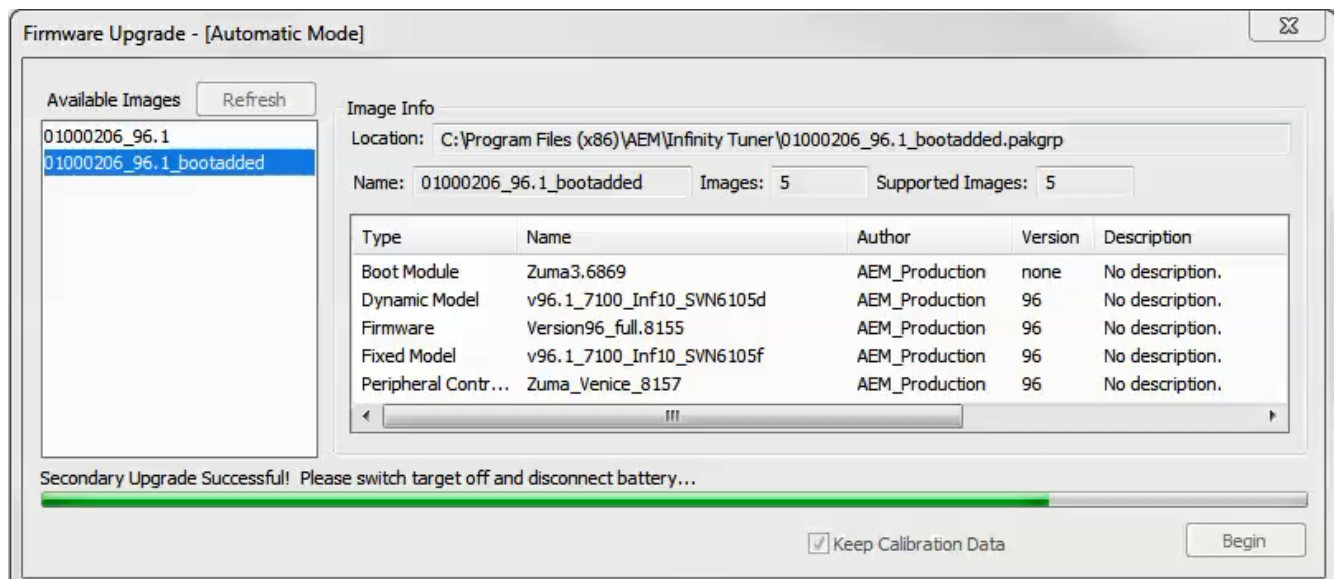 Firmware Upgrade - [Automatic Mode]
Available Images Refresh
01000206_96.1
01000206_96.1_bootadded
Image Info
Location: C:\Program Files (x86)\AEM\Infinity Tuner\01000206_96.1_bootadded.pakgrp
Name: 01000206_96.1_bootadded Images: 5 Supported Images: 5
Type Name Author Version Description
Boot Module Zuma3.6869 AEM_Production none No description.
Dynamic Model v96.1_7100_Inf10_SVN6105d AEM_Production 96 No description.
Firmware Version96_full.8155 AEM_Production 96 No description.
Fixed Model v96.1_7100_Inf10_SVN6105f AEM_Production 96 No description.
Peripheral Contr... Zuma_Venice_8157 AEM_Production 96 No description.
Secondary Upgrade Successful! Please switch target off and disconnect battery...
Keep Calibration Data
Begin